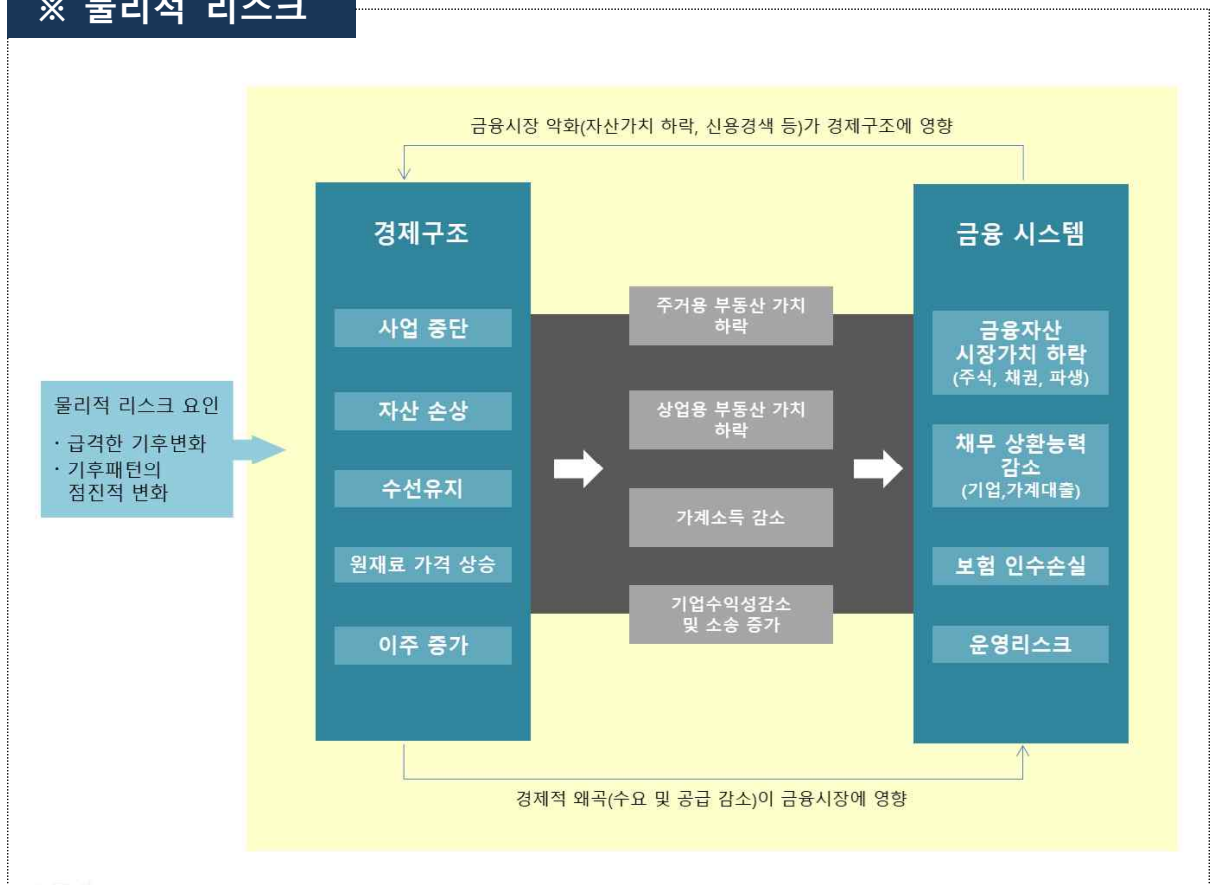 ※ 물리적 리스크
금융시장 악화(자산가치 하락, 신용경색 등)가 경제구조에 영향
물리적 리스크 요인
· 급격한 기후변화
· 기후패턴의
점진적 변화
경제구조
사업 중단
자산 손상
수선유지
원재료 가격 상승
이주 증가
주거용 부동산 가치
하락
상업용 부동산 가치
하락
가계소득 감소
기업수익성감소
및 소송 증가
금융 시스템
금융자산
시장가치 하락
(주식, 채권, 파생)
채무 상환능력
감소
(기업,가계대출)
보험 인수손실
운영리스크
경제적 왜곡(수요 및 공급 감소)이 금융시장에 영향